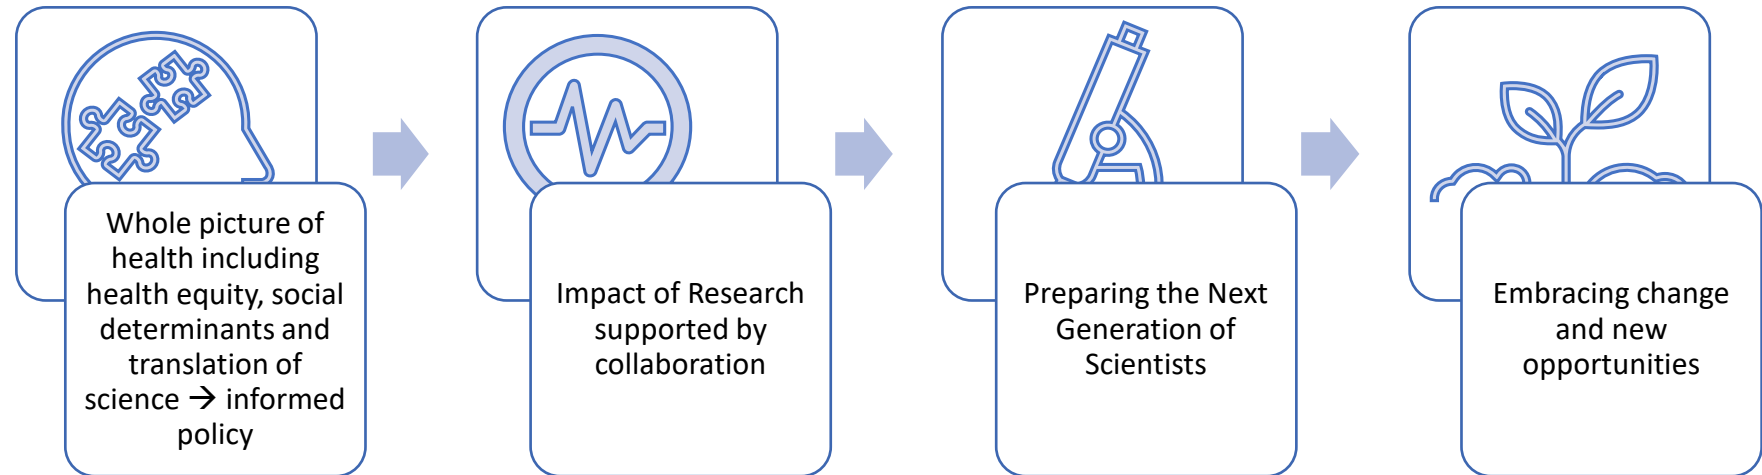 Whole picture of
health including
health equity, social
determinants and
translation of
science → informed
policy
Impact of Research
supported by
collaboration
Preparing the Next
Generation of
Scientists
Embracing change
and new
opportunities